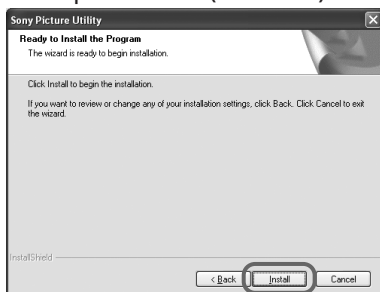 Sony Picture Utility
Ready to Install the Program
The wizard is ready to begin installation.
Click Install to begin the installation.
If you want to review or change any of your installation settings, click Back. Click Cancel to exit
the wizard.
InstallShield
< Back
Install
Cancel